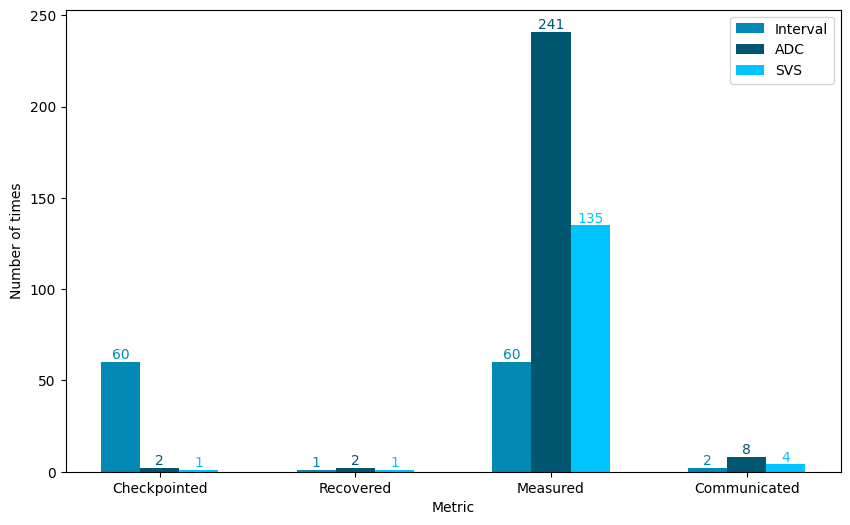 250
200
150
100
50
0
Number of times
Interval
ADC
SVS
60
2
1
1
2
1
60
241
135
2
8
4
Checkpointed
Recovered
Measured
Communicated
Metric